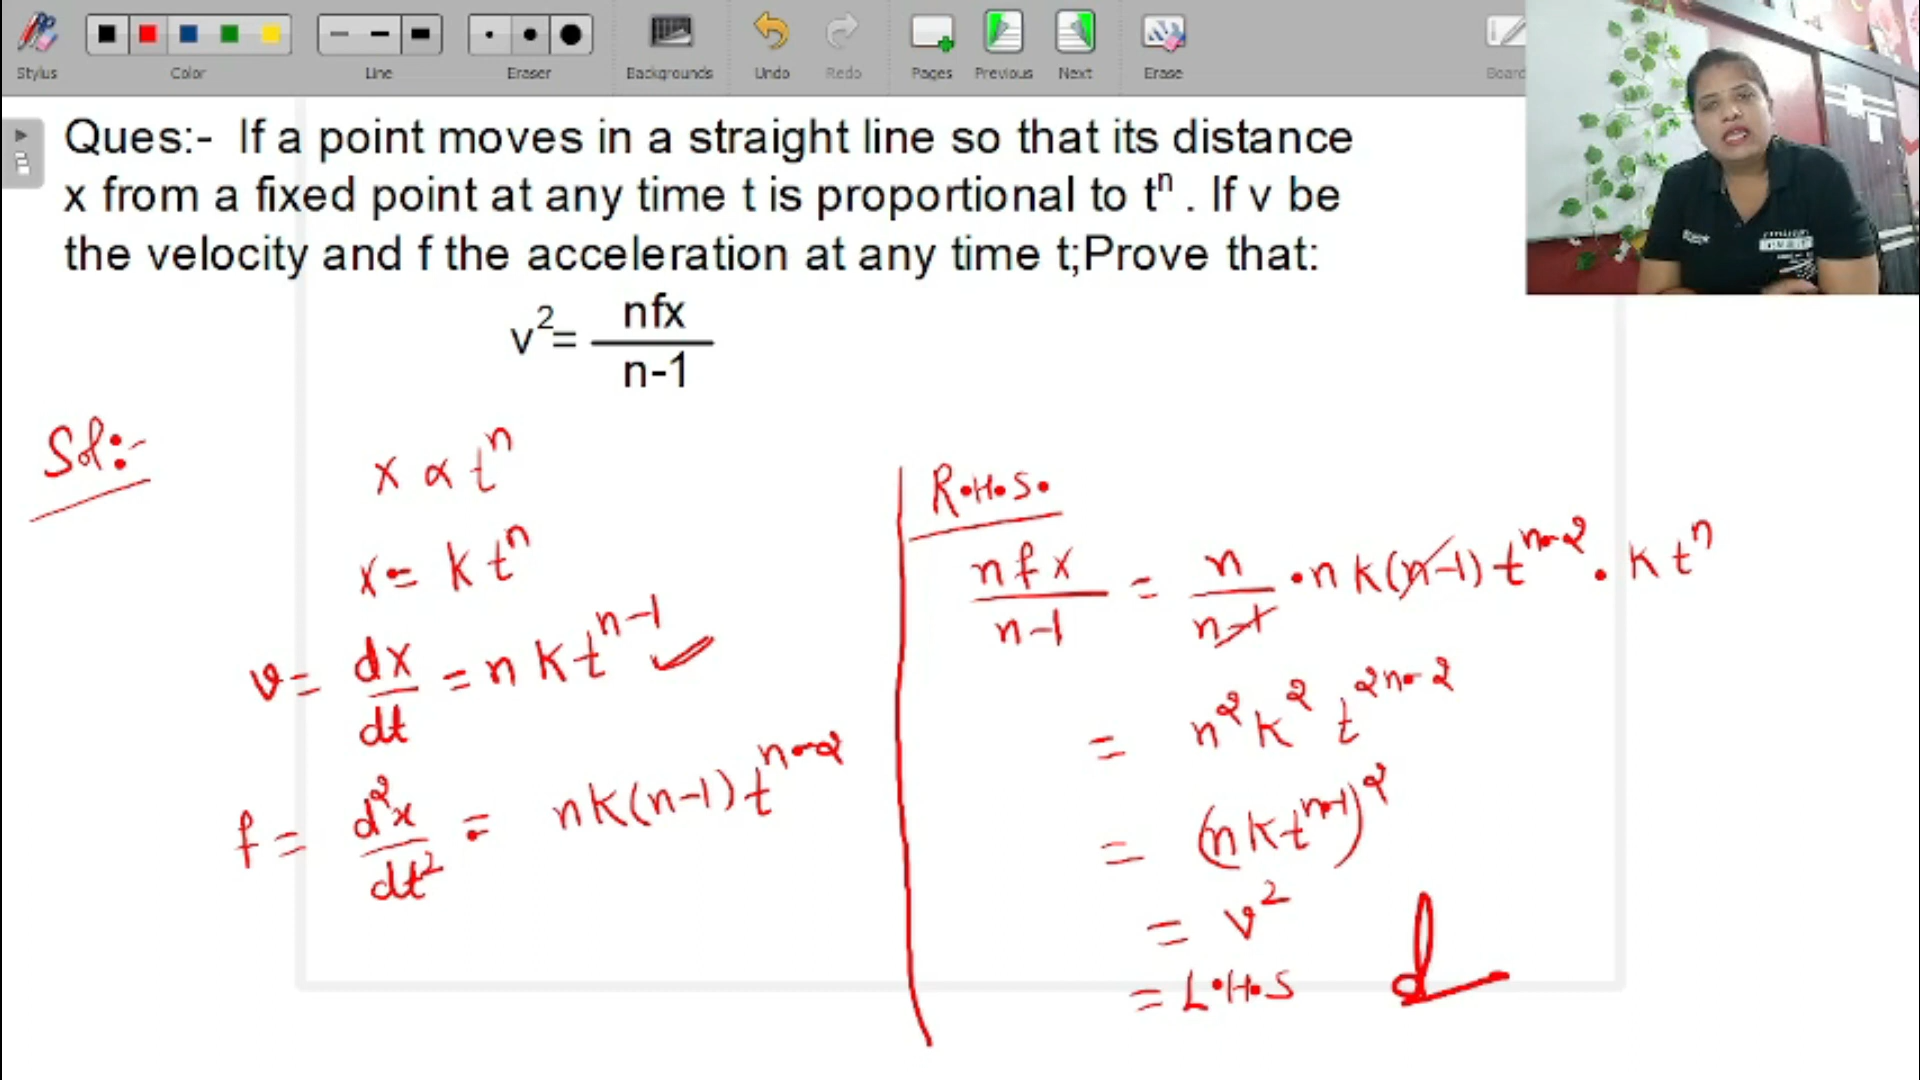 Stylus Color Line Eraser Backgrounds Undo Redo Pages Previous Next Erase Board
Ques:- If a point moves in a straight line so that its distance
x from a fixed point at any time t is proportional to tⁿ . If v be
the velocity and f the acceleration at any time t;Prove that:
v² = nfx / n-1
Sol:-
x ∝ tⁿ
x = k tⁿ
v = dx/dt = n k tⁿ⁻¹ ✓
f = d²x/dt² = nk(n-1) tⁿ⁻²
R.H.S.
nfx / n-1 = n / n-1 · n k (n-1) tⁿ⁻² · k tⁿ
= n² k² t²ⁿ⁻²
= (n k tⁿ⁻¹)²
= v²
= L.H.S